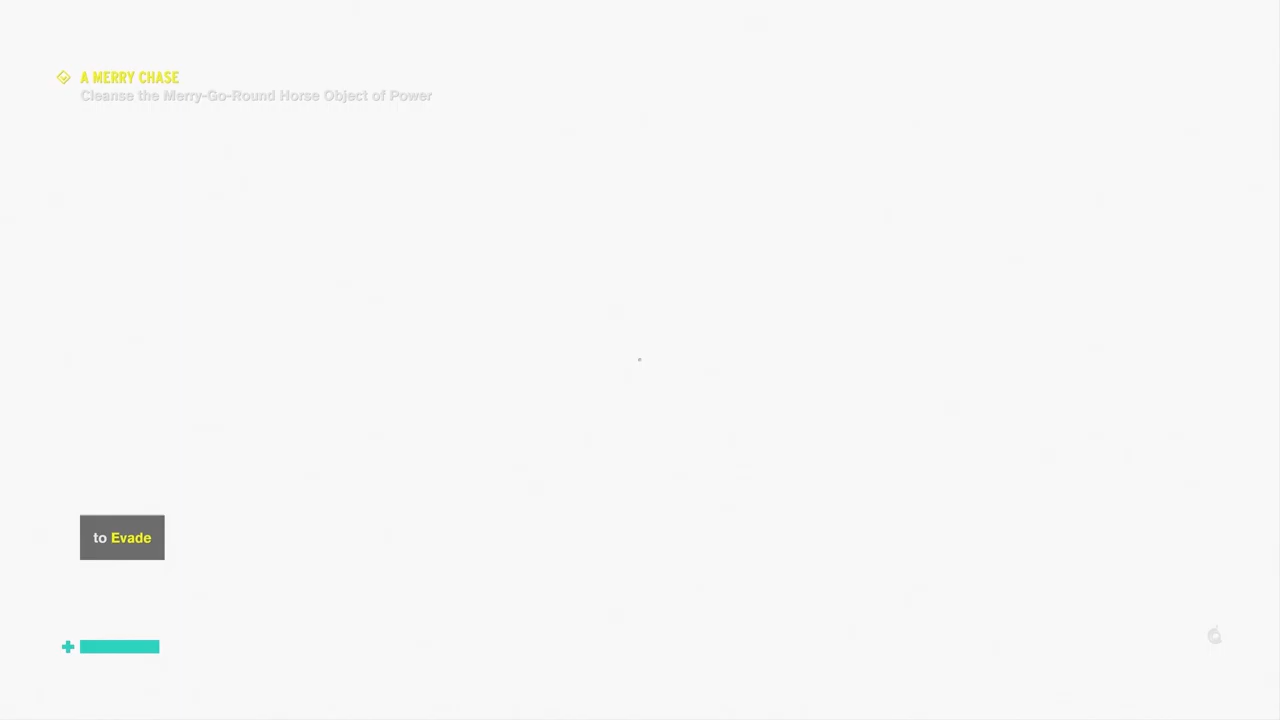 A MERRY CHASE
Cleanse the Merry-Go-Round Horse Object of Power
to Evade